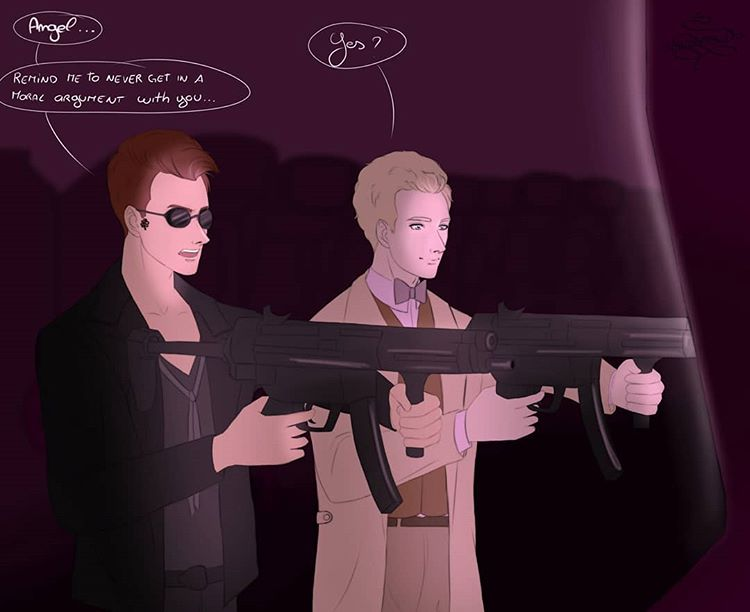 Angel...
Yes?
REMIND ME TO NEVER GET IN A
MORAL ARGUMENT WITH YOU...